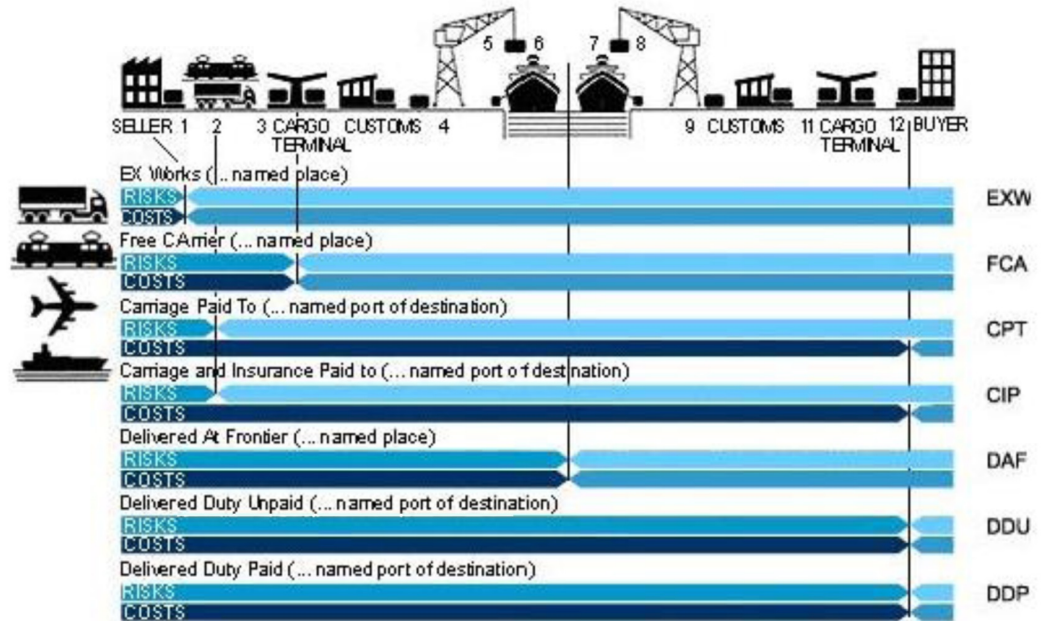 5 6 7 8
SELLER 1 2 3 CARGO TERMINAL CUSTOMS 4 9 CUSTOMS 11 CARGO TERMINAL 12 BUYER
EX Works (... named place)
RISKS
COSTS
EXW
Free CArrier (... named place)
RISKS
COSTS
FCA
Carriage Paid To (... named port of destination)
RISKS
COSTS
CPT
Carriage and Insurance Paid to (... named port of destination)
RISKS
COSTS
CIP
Delivered At Frontier (... named place)
RISKS
COSTS
DAF
Delivered Duty Unpaid (... named port of destination)
RISKS
COSTS
DDU
Delivered Duty Paid (... named port of destination)
RISKS
COSTS
DDP